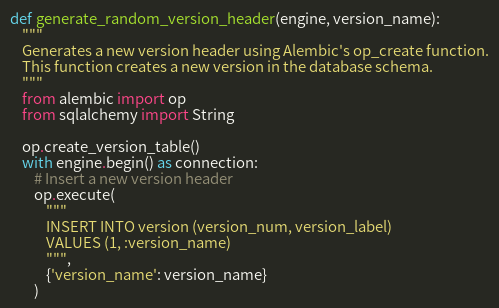 def generate_random_version_header(engine, version_name):
    """
    Generates a new version header using Alembic's op_create function.
    This function creates a new version in the database schema.
    """
    from alembic import op
    from sqlalchemy import String

    op.create_version_table()
    with engine.begin() as connection:
        # Insert a new version header
        op.execute(
            """
            INSERT INTO version (version_num, version_label)
            VALUES (1, :version_name)
            """,
            {'version_name': version_name}
        )